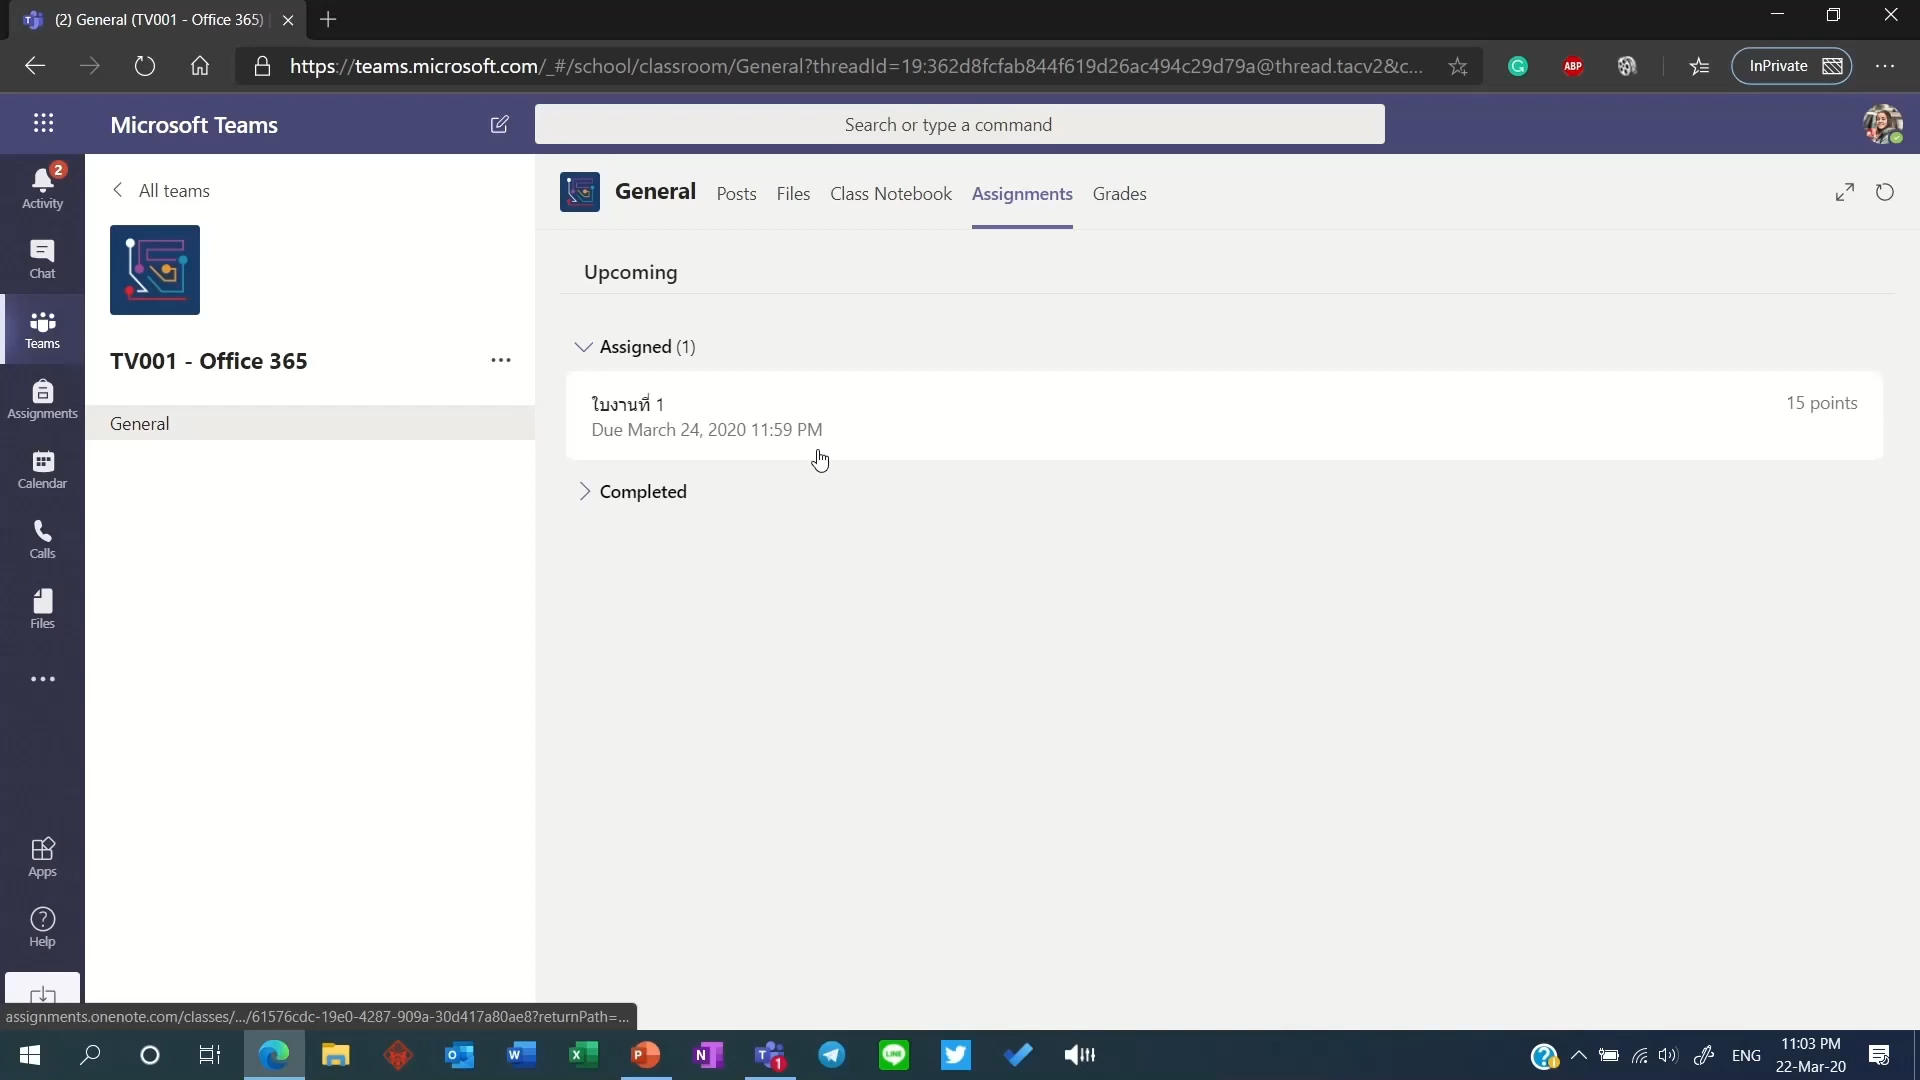 (2) General (TV001 - Office 365)
https://teams.microsoft.com/_#/school/classroom/General?threadId=19:362d8fcfab844f619d26ac494c29d79a@thread.tacv2&c...
ABP
InPrivate
Microsoft Teams
Search or type a command
2
Activity
Chat
Teams
Assignments
Calendar
Calls
Files
Apps
Help
All teams
TV001 - Office 365
General
General
Posts
Files
Class Notebook
Assignments
Grades
Upcoming
Assigned (1)
ใบงานที่ 1
15 points
Due March 24, 2020 11:59 PM
Completed
assignments.onenote.com/classes/.../61576cdc-19e0-4287-909a-30d417a80ae8?returnPath=...
ENG
11:03 PM
22-Mar-20